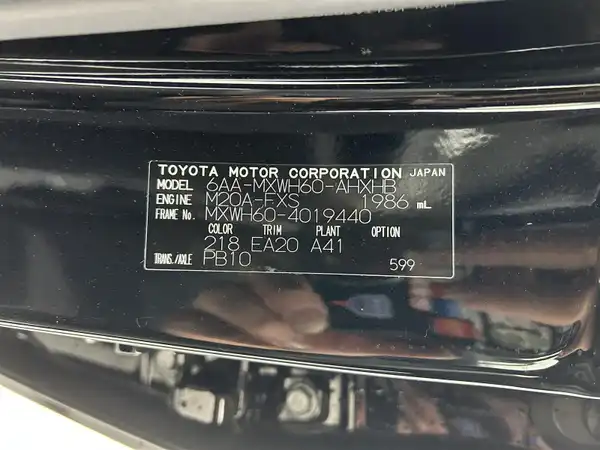 TOYOTA MOTOR CORPORATION JAPAN
MODEL 6AA-MXWH60-AHXHB
ENGINE M20A-FXS 1986 mL
FRAME No. MXWH60-4019440
COLOR TRIM PLANT OPTION
218 EA20 A41
TRANS./AXLE PB10 599